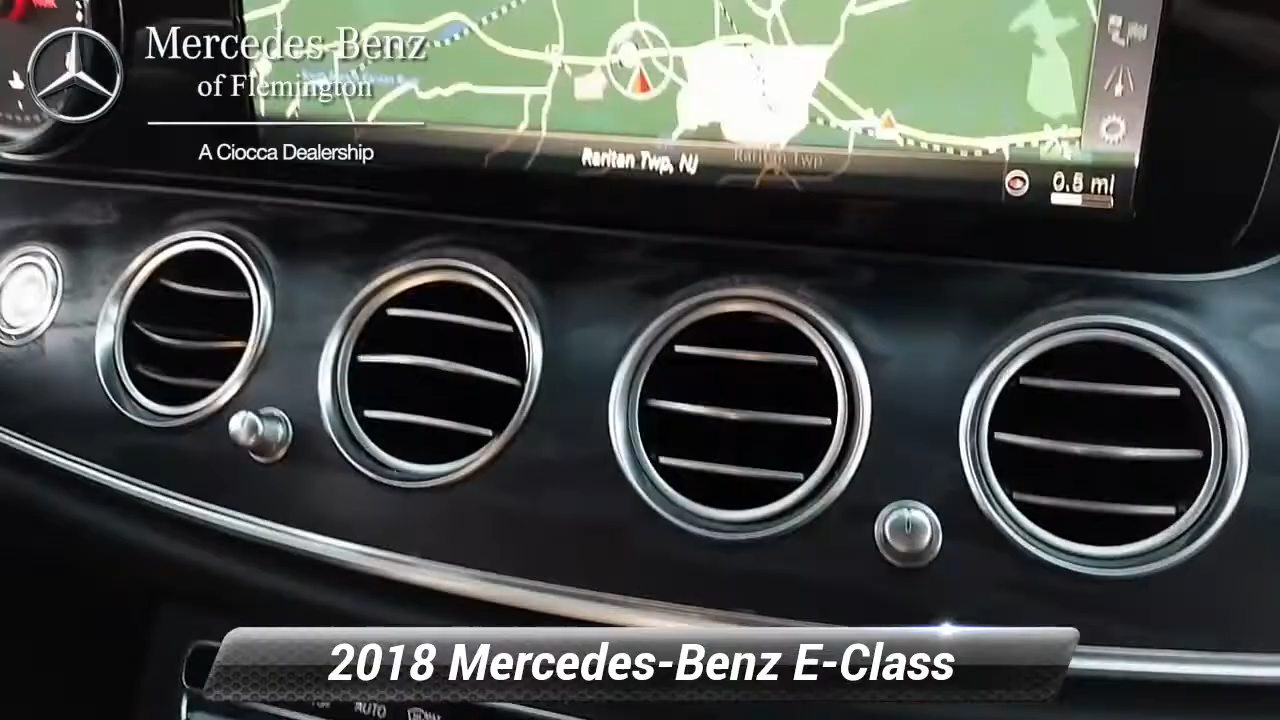 Mercedes-Benz
of Flemington
A Ciocca Dealership
Raritan Twp, NJ
Raritan Twp
0.5 mi
2018 Mercedes-Benz E-Class
AUTO